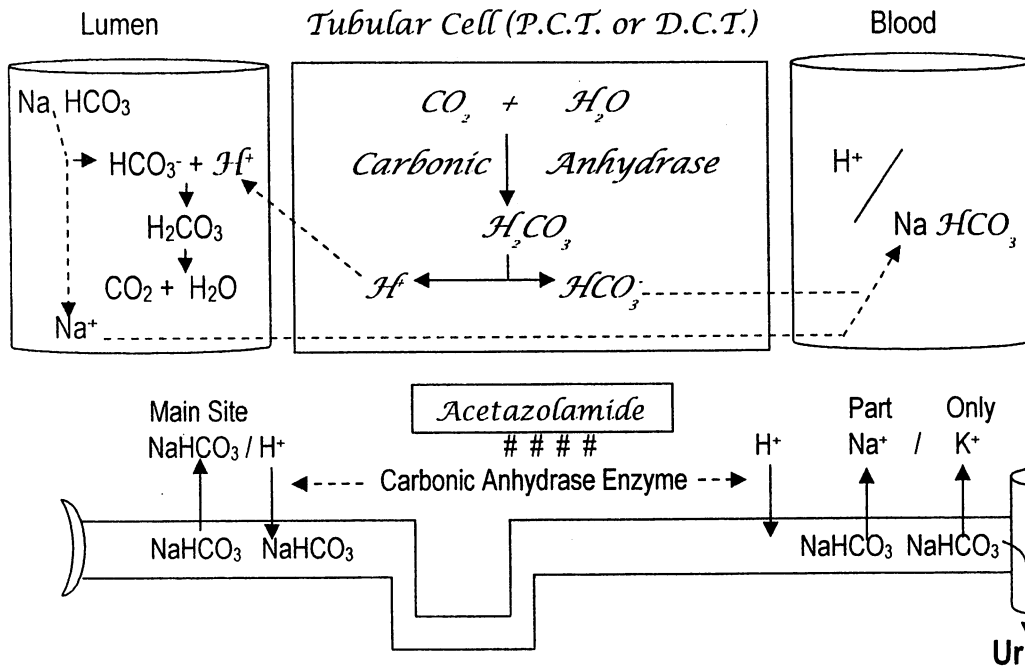 Lumen
Tubular Cell (P.C.T. or D.C.T.)
Blood
Na HCO₃
HCO₃⁻ + H⁺
H₂CO₃
CO₂ + H₂O
Na⁺
CO₂ + H₂O
Carbonic Anhydrase
H₂CO₃
H⁺
HCO₃⁻
H⁺
Na HCO₃
Main Site
NaHCO₃ / H⁺
Acetazolamide
# # # #
Carbonic Anhydrase Enzyme
H⁺
Part Only
Na⁺ / K⁺
NaHCO₃ NaHCO₃
NaHCO₃ NaHCO₃
Ur